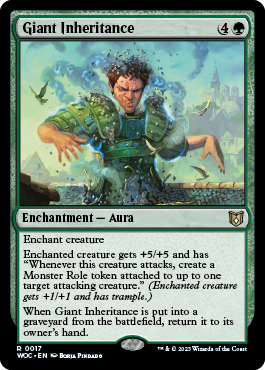 Giant Inheritance 4
Enchantment — Aura
Enchant creature
Enchanted creature gets +5/+5 and has
“Whenever this creature attacks, create a
Monster Role token attached to up to one
target attacking creature.” (Enchanted creature
gets +1/+1 and has trample.)
When Giant Inheritance is put into a
graveyard from the battlefield, return it to its
owner's hand.
R 0017
WOC • EN Borja Pindado
™ & © 2023 Wizards of the Coast